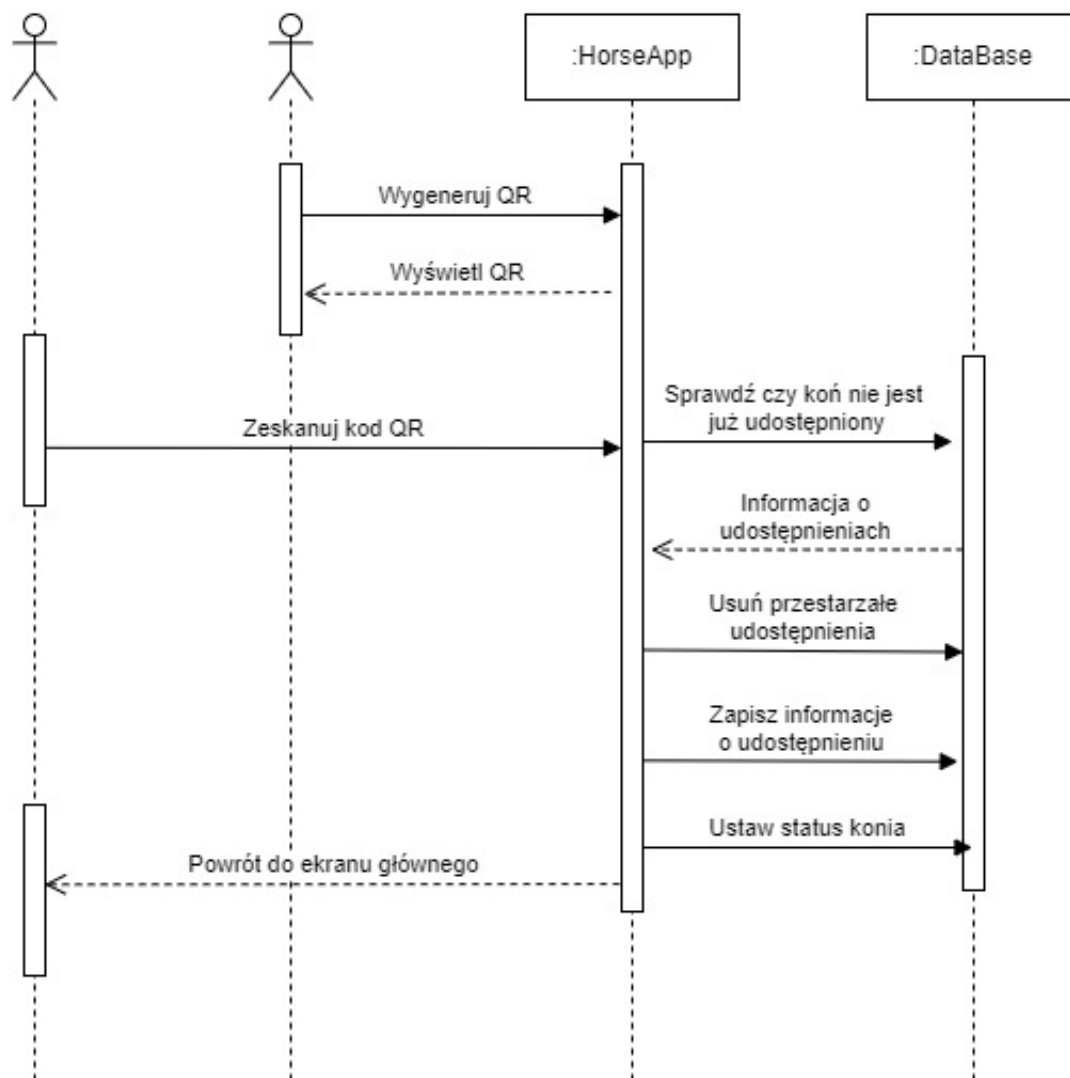 :HorseApp
:DataBase
Wygeneruj QR
Wyświetl QR
Sprawdź czy koń nie jest
już udostępniony
Zeskanuj kod QR
Informacja o
udostępnieniach
Usuń przestarzałe
udostępnienia
Zapisz informacje
o udostępnieniu
Ustaw status konia
Powrót do ekranu głównego